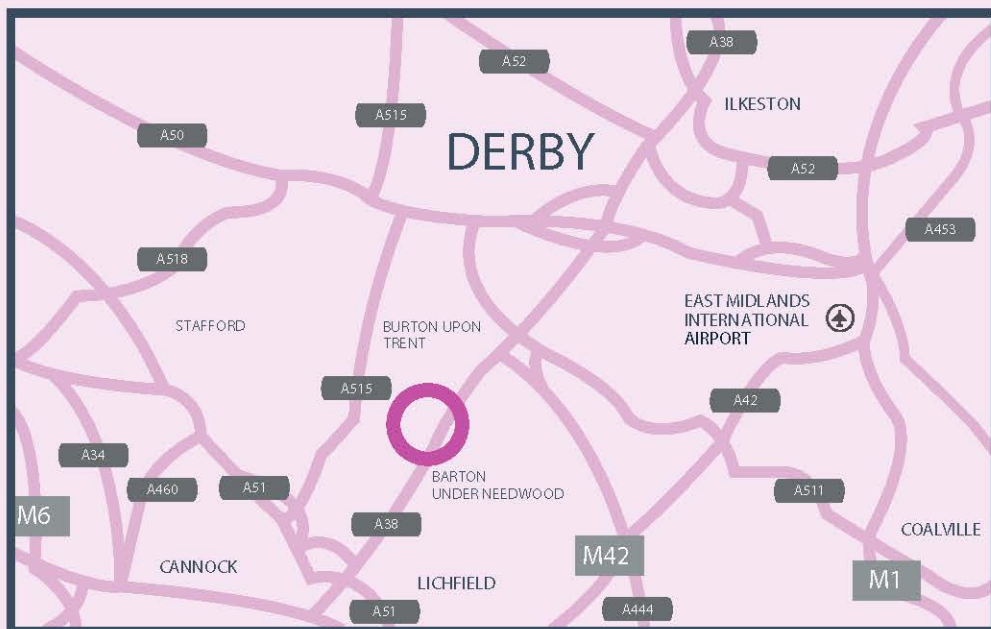 A38
A52
ILKESTON
A515
A50
DERBY
A52
A453
A518
EAST MIDLANDS
INTERNATIONAL
AIRPORT
STAFFORD
BURTON UPON
TRENT
A515
A42
A34
BARTON
UNDER NEEDWOOD
A460
A51
A511
M6
A38
COALVILLE
CANNOCK
M42
LICHFIELD
M1
A51
A444